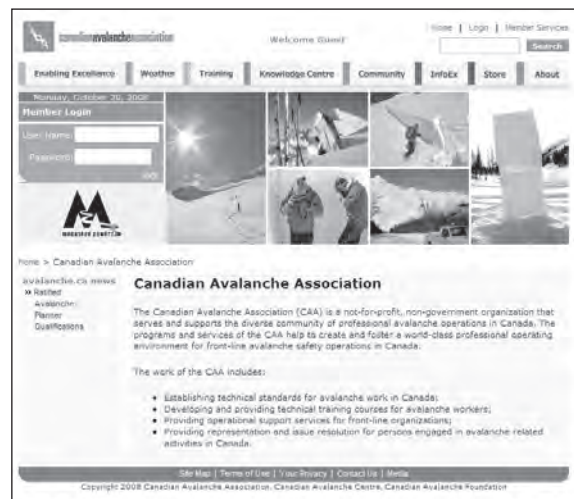 canadianavalancheassociation
Welcome Guest
Home | Login | Member Services
Search
Enabling Excellence
Weather
Training
Knowledge Centre
Community
InfoEx
Store
About
Monday, October 20, 2008
Member Login
User Name:
Password:
Home > Canadian Avalanche Association
avalanche.ca news
» Ratified
Avalanche
Planner
Qualifications
Canadian Avalanche Association
The Canadian Avalanche Association (CAA) is a not-for-profit, non-government organization that
serves and supports the diverse community of professional avalanche operations in Canada. The
programs and services of the CAA help to create and foster a world-class professional operating
environment for front-line avalanche safety operations in Canada.
The work of the CAA includes:
• Establishing technical standards for avalanche work in Canada;
• Developing and providing technical training courses for avalanche workers;
• Providing operational support services for front-line organizations;
• Providing representation and issue resolution for persons engaged in avalanche related
activities in Canada.
Site Map | Terms of Use | Your Privacy | Contact Us | Media
Copyright 2008 Canadian Avalanche Association, Canadian Avalanche Centre, Canadian Avalanche Foundation